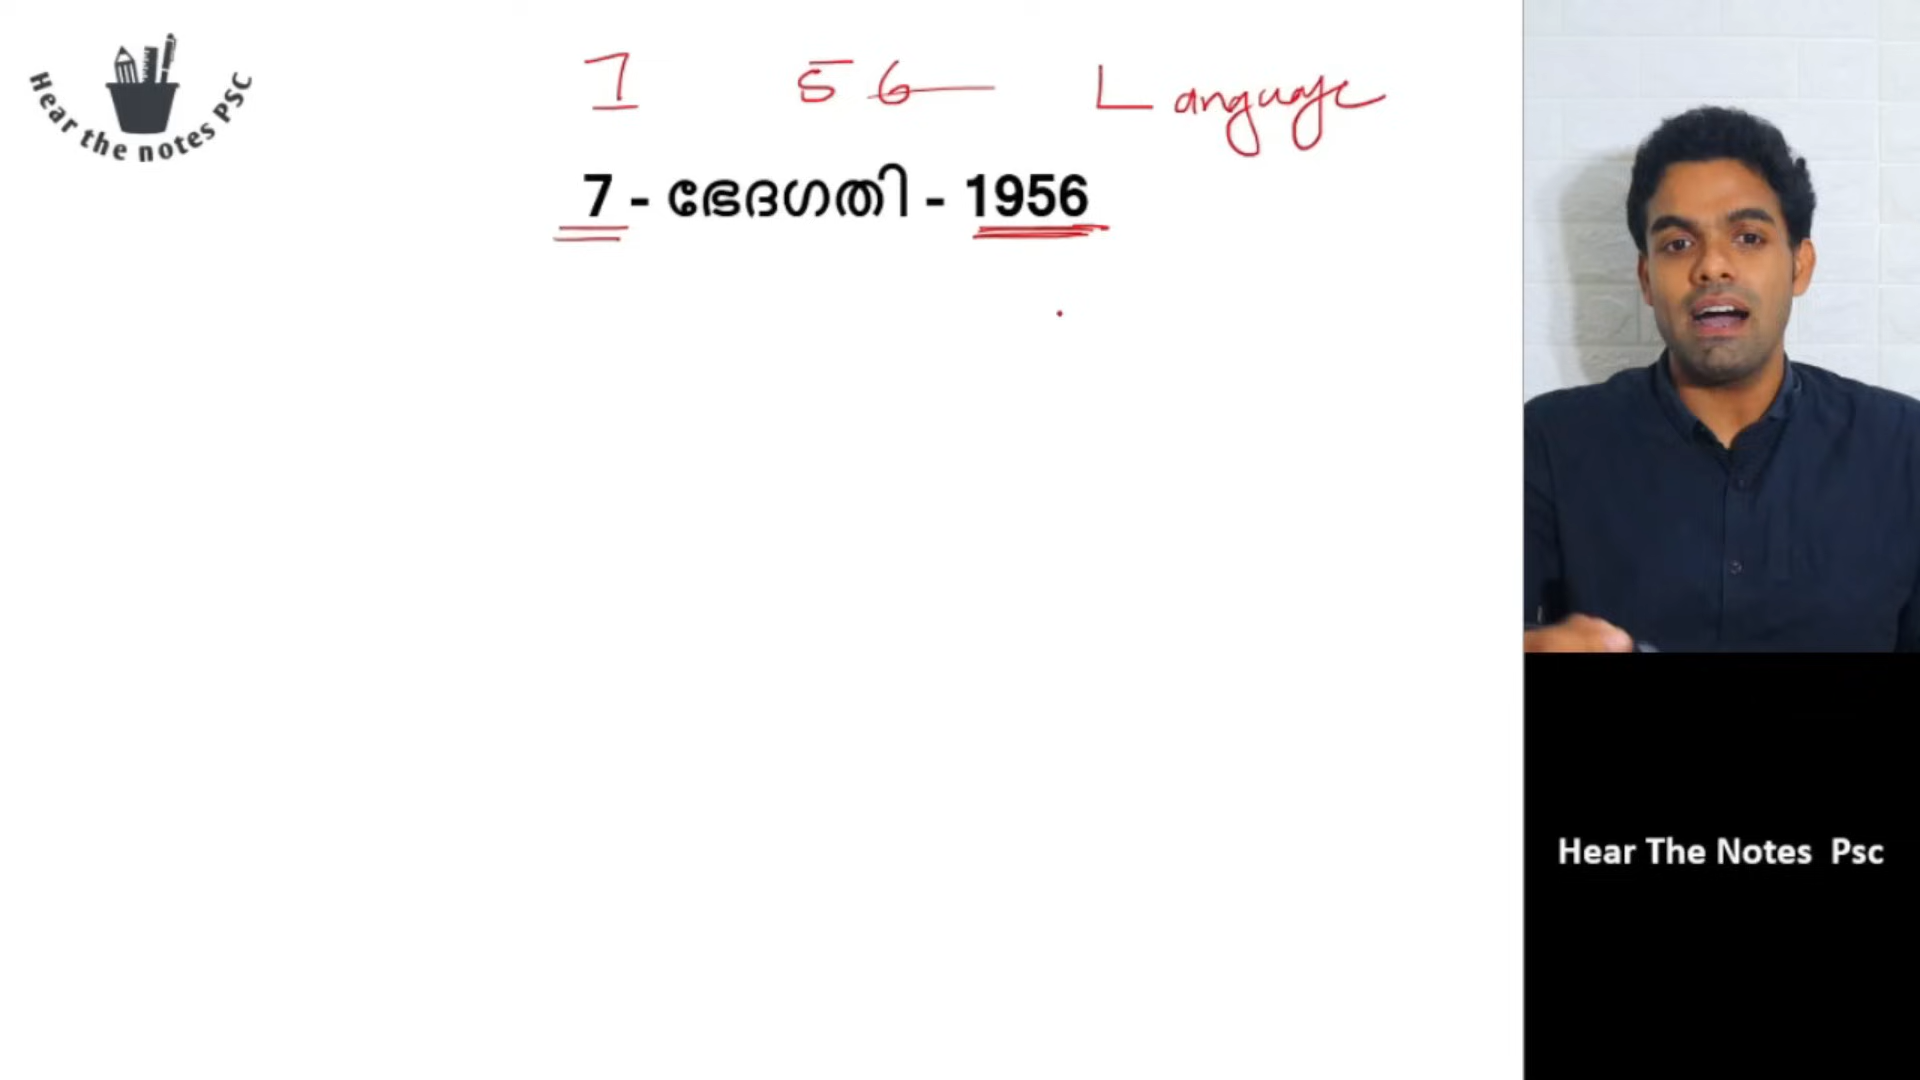 Hear the notes PSC
7 56 Language
7 - ഭേദഗതി - 1956
Hear The Notes Psc